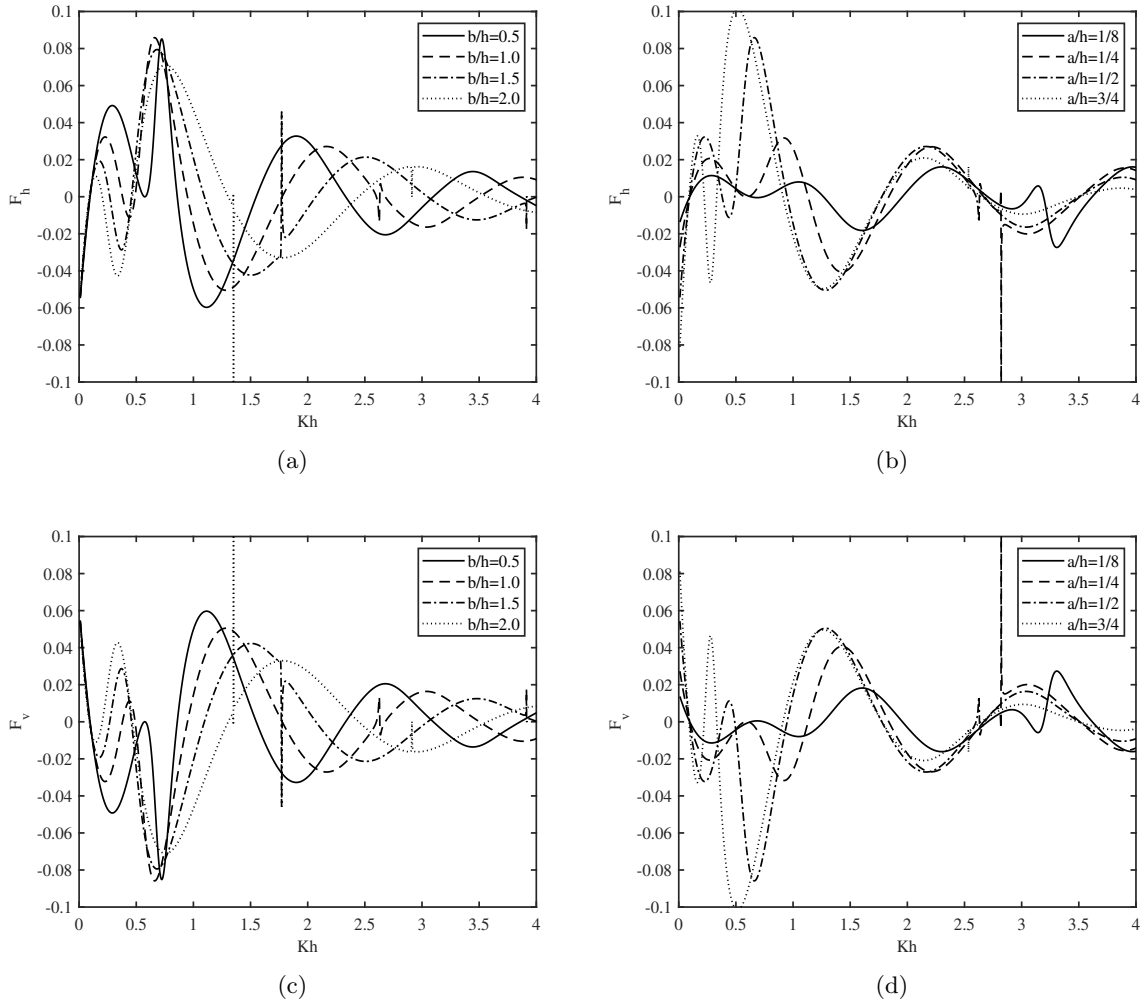 0.1
0.08
0.06
0.04
0.02
0
-0.02
-0.04
-0.06
-0.08
-0.1
F_h
0 0.5 1 1.5 2 2.5 3 3.5 4
Kh
b/h=0.5
b/h=1.0
b/h=1.5
b/h=2.0
(a)
0.1
0.08
0.06
0.04
0.02
0
-0.02
-0.04
-0.06
-0.08
-0.1
F_h
0 0.5 1 1.5 2 2.5 3 3.5 4
Kh
a/h=1/8
a/h=1/4
a/h=1/2
a/h=3/4
(b)
0.1
0.08
0.06
0.04
0.02
0
-0.02
-0.04
-0.06
-0.08
-0.1
F_v
0 0.5 1 1.5 2 2.5 3 3.5 4
Kh
b/h=0.5
b/h=1.0
b/h=1.5
b/h=2.0
(c)
0.1
0.08
0.06
0.04
0.02
0
-0.02
-0.04
-0.06
-0.08
-0.1
F_v
0 0.5 1 1.5 2 2.5 3 3.5 4
Kh
a/h=1/8
a/h=1/4
a/h=1/2
a/h=3/4
(d)